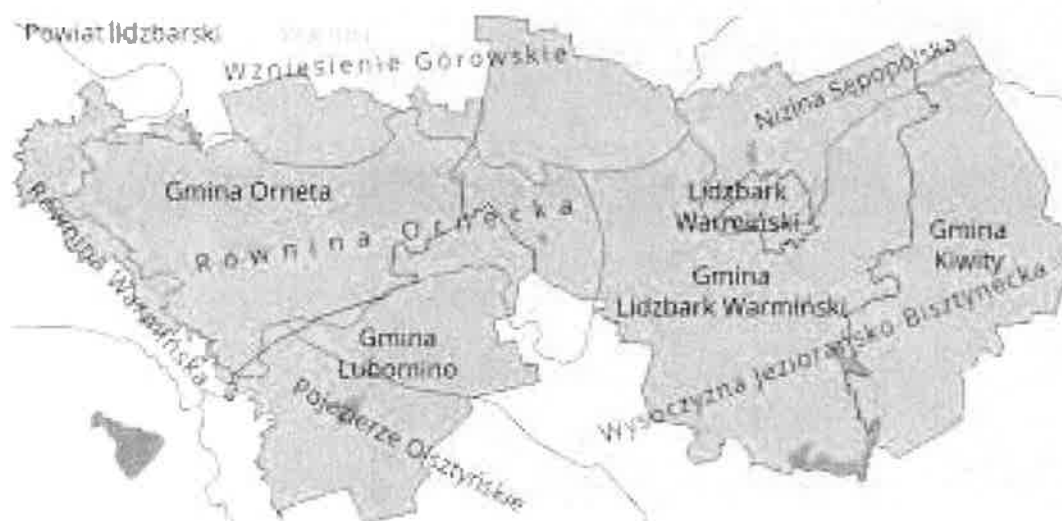 Powiat lidzbarski
Wzniesienie Górowskie
Nizina Sępopolska
Gmina Orneta
Lidzbark
Warmiński
Równina Ornecka
Gmina
Kiwity
Gmina
Lidzbark Warmiński
Równina Warmińska
Gmina
Lubomino
Wysoczyzna Jeziorańsko Bisztynecka
Pojezierze Olsztyńskie